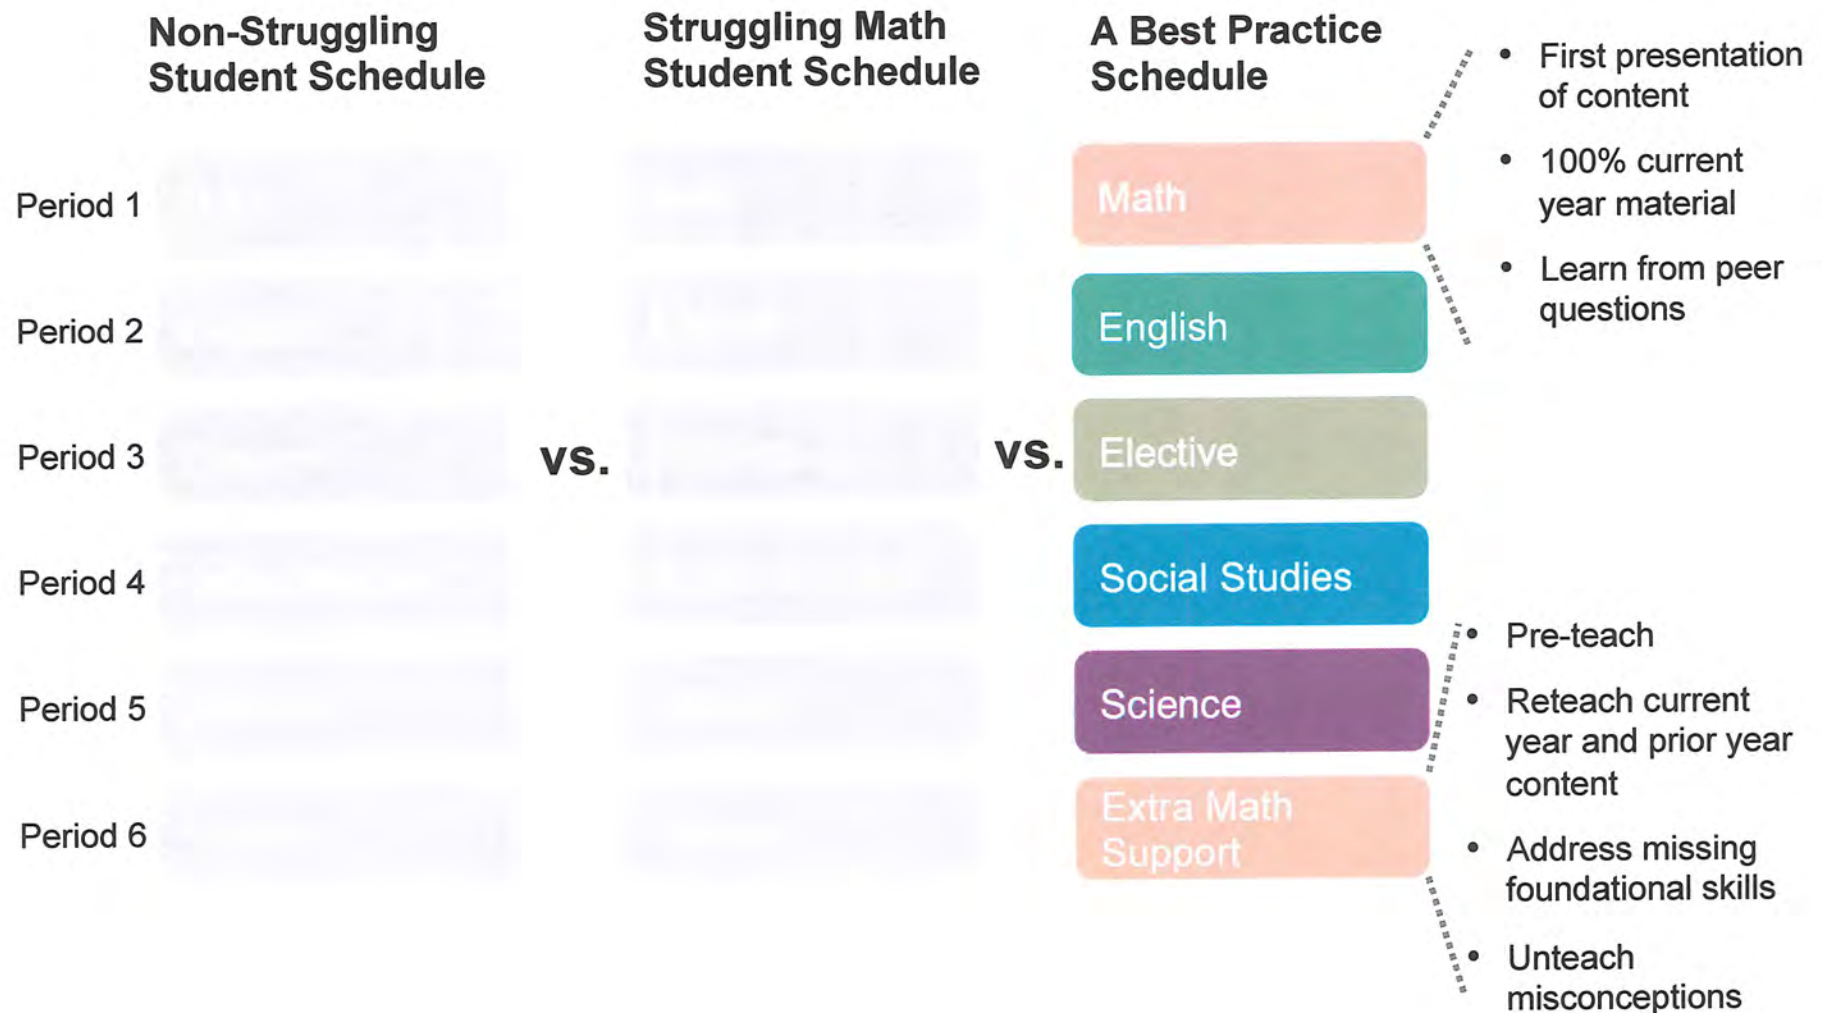 Non-Struggling
Student Schedule
Struggling Math
Student Schedule
A Best Practice
Schedule
Period 1
Math
Period 2
English
Period 3
vs.
vs.
Elective
Period 4
Social Studies
Period 5
Science
Period 6
Extra Math
Support
• First presentation
of content
• 100% current
year material
• Learn from peer
questions
• Pre-teach
• Reteach current
year and prior year
content
• Address missing
foundational skills
• Unteach
misconceptions